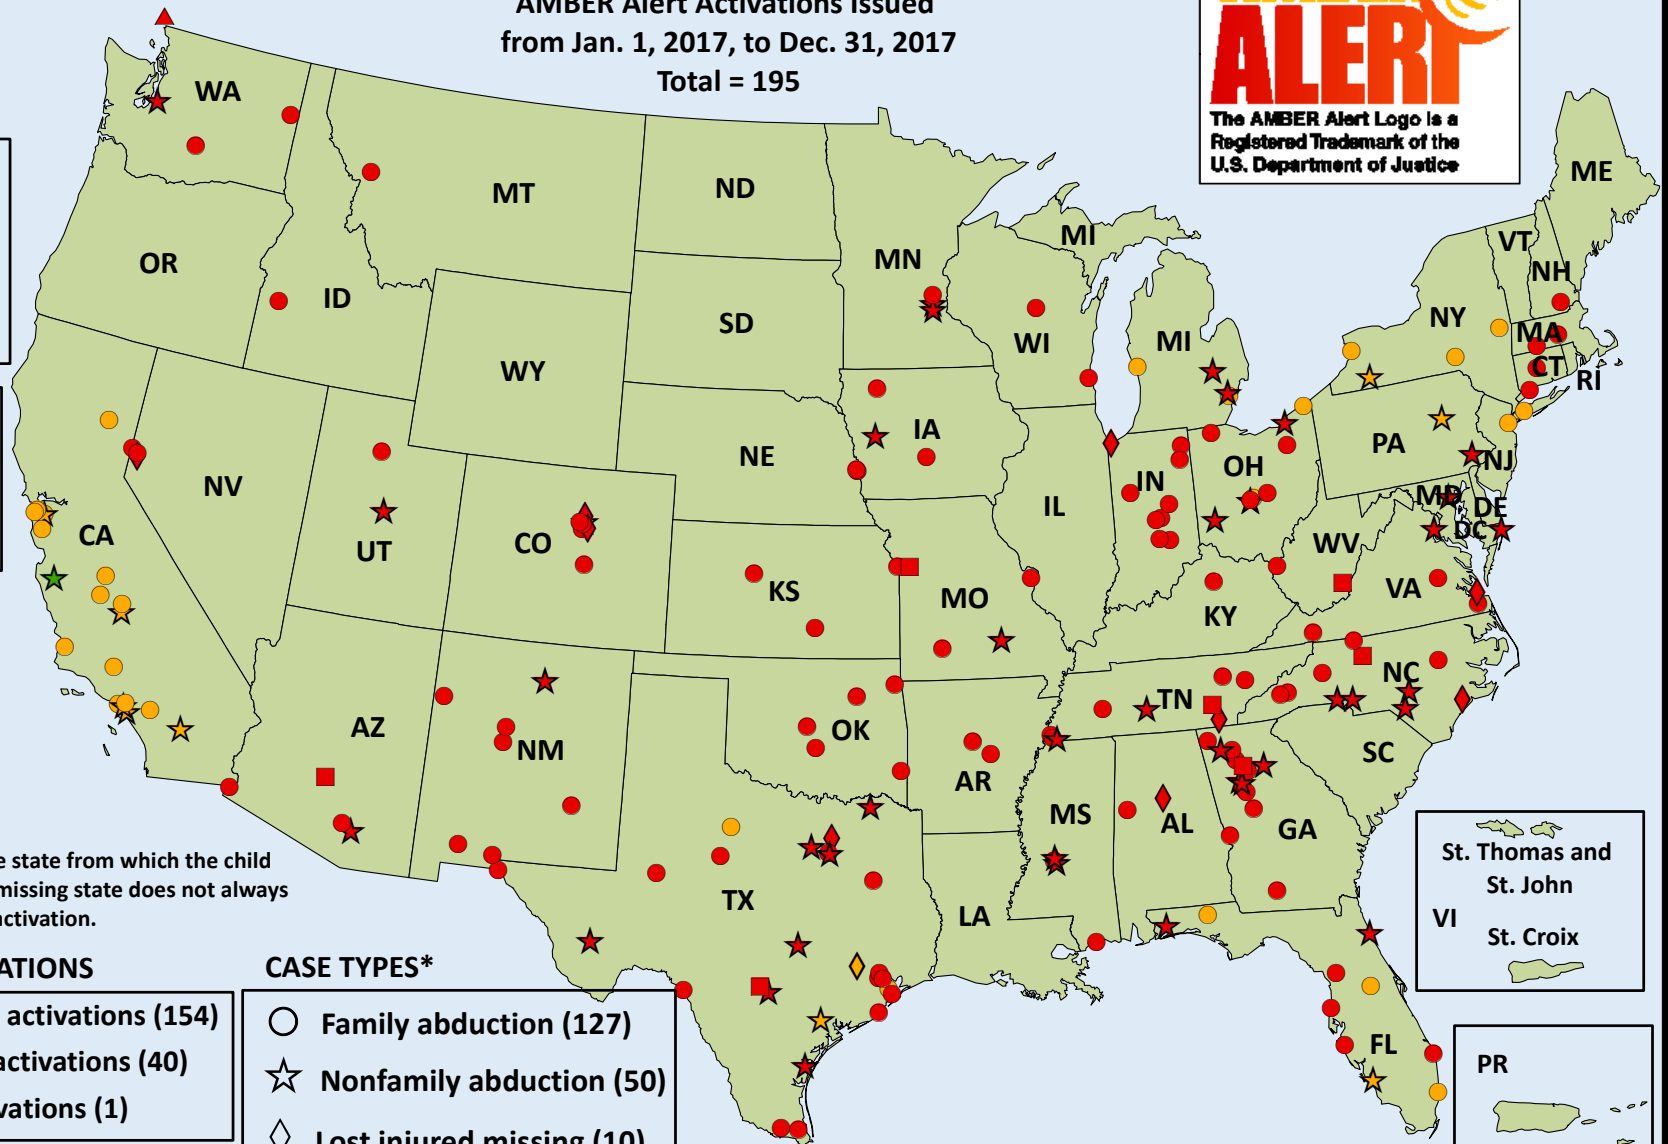 AMBER Alert Activations Issued
from Jan. 1, 2017, to Dec. 31, 2017
Total = 195
ALERT
The AMBER Alert Logo is a
Registered Trademark of the
U.S. Department of Justice
WA
MT
ND
ME
OR
ID
MN
MI
VT
NH
SD
WI
MI
NY
MA
WY
CT
RI
IA
PA
NE
OH
NJ
NV
IL
IN
MD
DE
CA
UT
CO
WV
DC
KS
MO
VA
KY
AZ
NM
OK
TN
NC
AR
SC
MS
AL
GA
TX
LA
St. Thomas and
St. John
VI
St. Croix
FL
PR
e state from which the child
missing state does not always
activation.
ATIONS
activations (154)
activations (40)
vations (1)
CASE TYPES*
Family abduction (127)
Nonfamily abduction (50)
Lost injured missing (10)